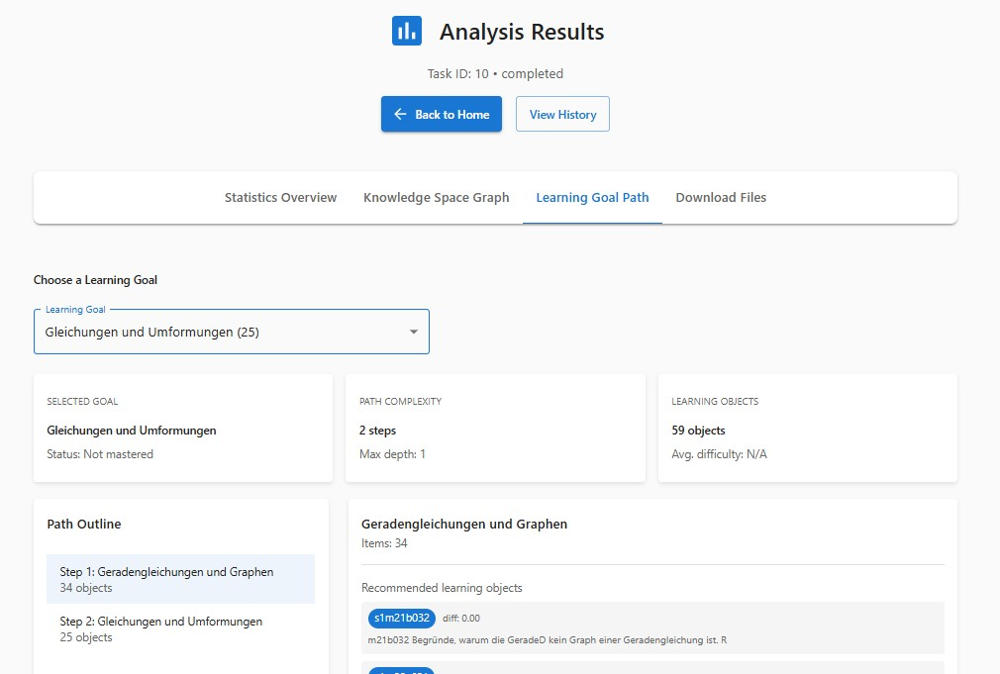 Analysis Results
Task ID: 10 • completed
Back to Home
View History
Statistics Overview
Knowledge Space Graph
Learning Goal Path
Download Files
Choose a Learning Goal
Learning Goal
Gleichungen und Umformungen (25)
SELECTED GOAL
Gleichungen und Umformungen
Status: Not mastered
PATH COMPLEXITY
2 steps
Max depth: 1
LEARNING OBJECTS
59 objects
Avg. difficulty: N/A
Path Outline
Step 1: Geradengleichungen und Graphen
34 objects
Step 2: Gleichungen und Umformungen
25 objects
Geradengleichungen und Graphen
Items: 34
Recommended learning objects
s1m21b032 diff: 0.00
m21b032 Begründe, warum die GeradeD kein Graph einer Geradengleichung ist. R